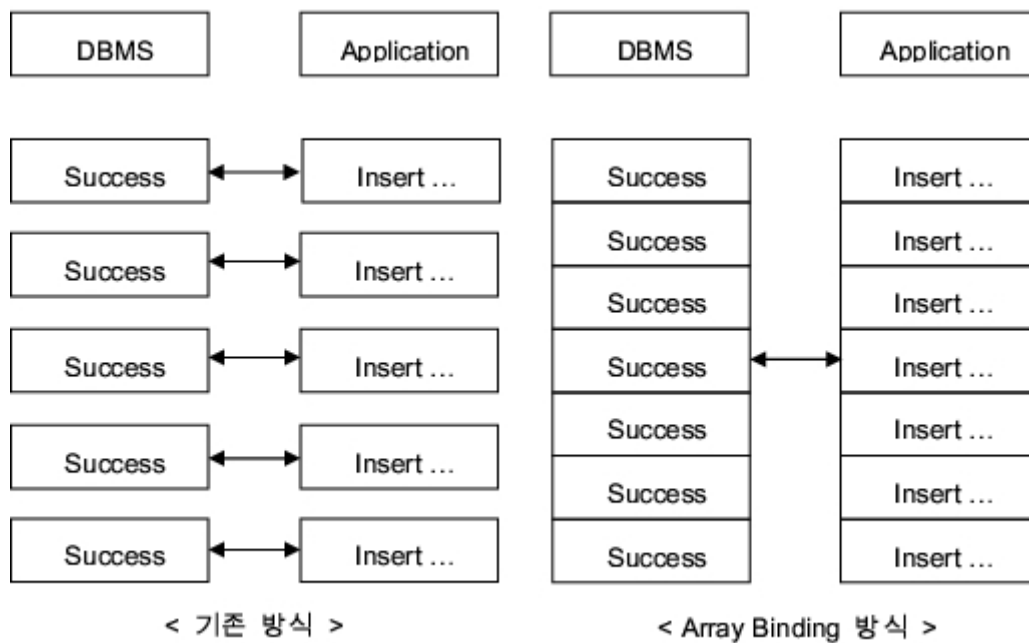 DBMS Application DBMS Application
Success Insert ... Success Insert ...
Success Insert ... Success Insert ...
Success Insert ... Success Insert ...
Success Insert ... Success Insert ...
Success Insert ... Success Insert ...
Success Insert ...
Success Insert ...
< 기존 방식 > < Array Binding 방식 >